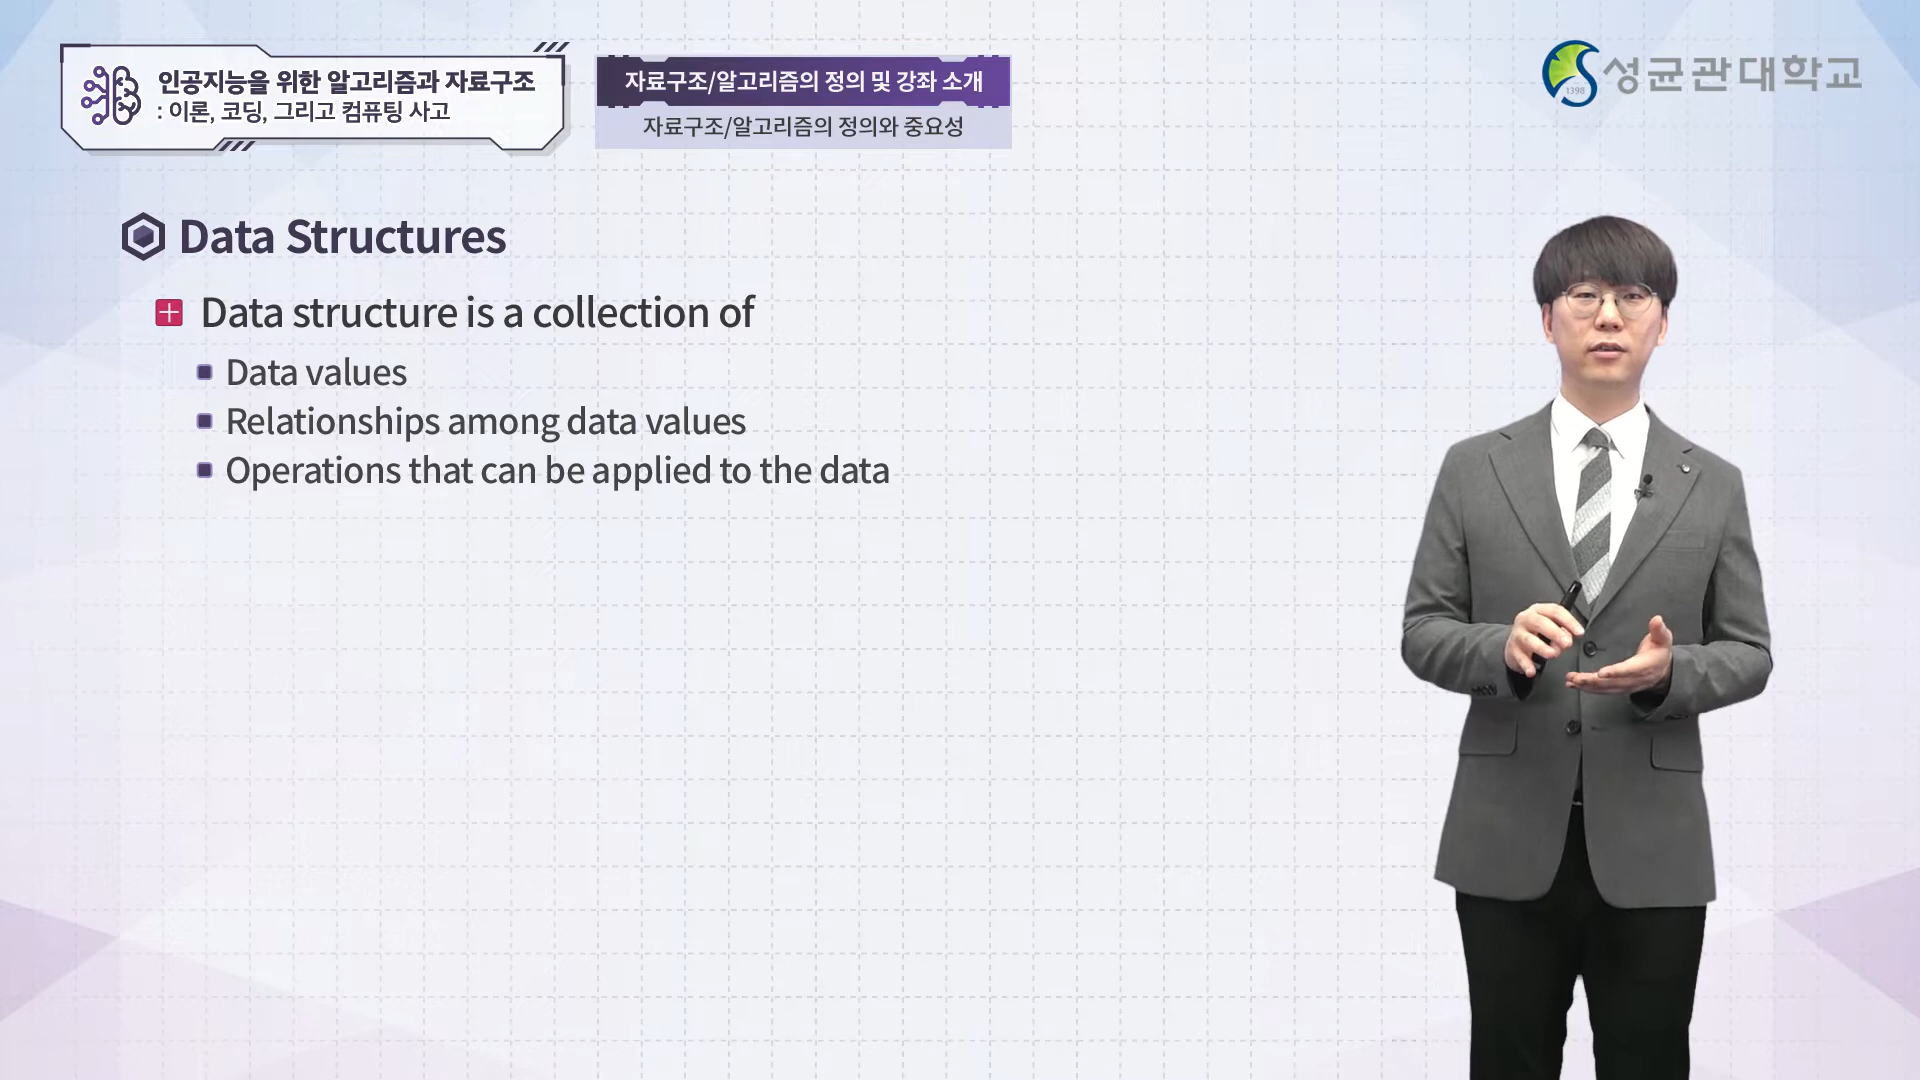 인공지능을 위한 알고리즘과 자료구조
: 이론, 코딩, 그리고 컴퓨팅 사고
자료구조/알고리즘의 정의 및 강좌 소개
자료구조/알고리즘의 정의와 중요성
1398
성균관대학교
Data Structures
Data structure is a collection of
Data values
Relationships among data values
Operations that can be applied to the data